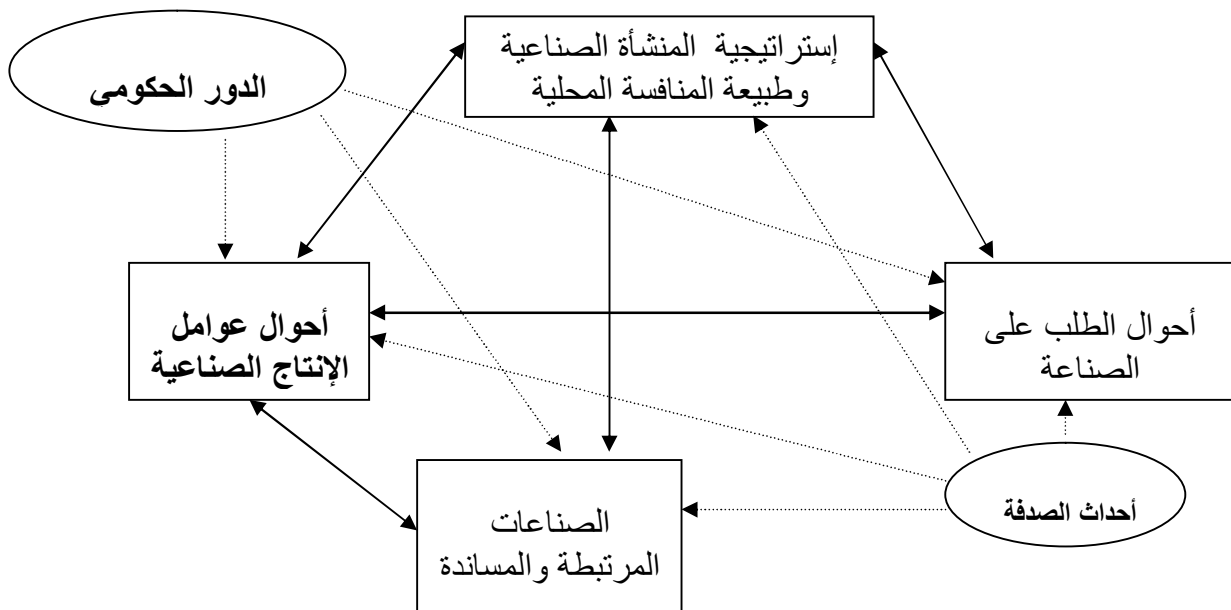 إستراتيجية المنشأة الصناعية
وطبيعة المنافسة المحلية
الدور الحكومي
أحوال عوامل
الإنتاج الصناعية
أحوال الطلب على
الصناعة
أحداث الصدفة
الصناعات
المرتبطة والمساندة